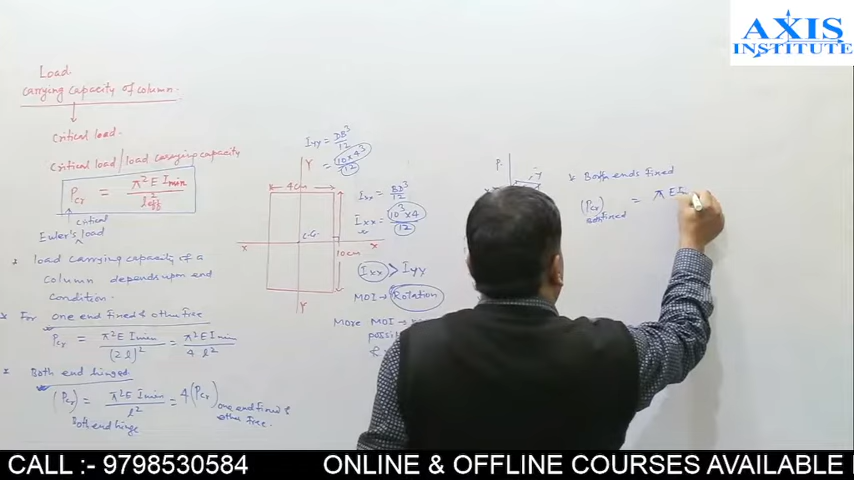 AXIS
INSTITUTE
Load
carrying capacity of column.
critical load.
critical load/load carrying capacity
Pcr = π²E Imin / l²eff
critical
Euler's load
* load carrying capacity of a
column depends upon end
condition.
* For one end fixed & other free
Pcr = π²E Imin / (2l)² = π²E Imin / 4l²
* Both end hinged
(Pcr) = π²E Imin / l² = 4(Pcr)
Both end hinge
one end fixed &
other free.
Iyy = DB³/12
= 10×4³/12
Y
4cm
C.G.
x
x
10cm
Y
Ixx = BD³/12
Ixx = 10³×4/12
Ixx > Iyy
MOI→ Rotation
More MOI→
P.
* Both ends fixed
(Pcr) = π EI
both fixed
CALL :- 9798530584 ONLINE & OFFLINE COURSES AVAILABLE